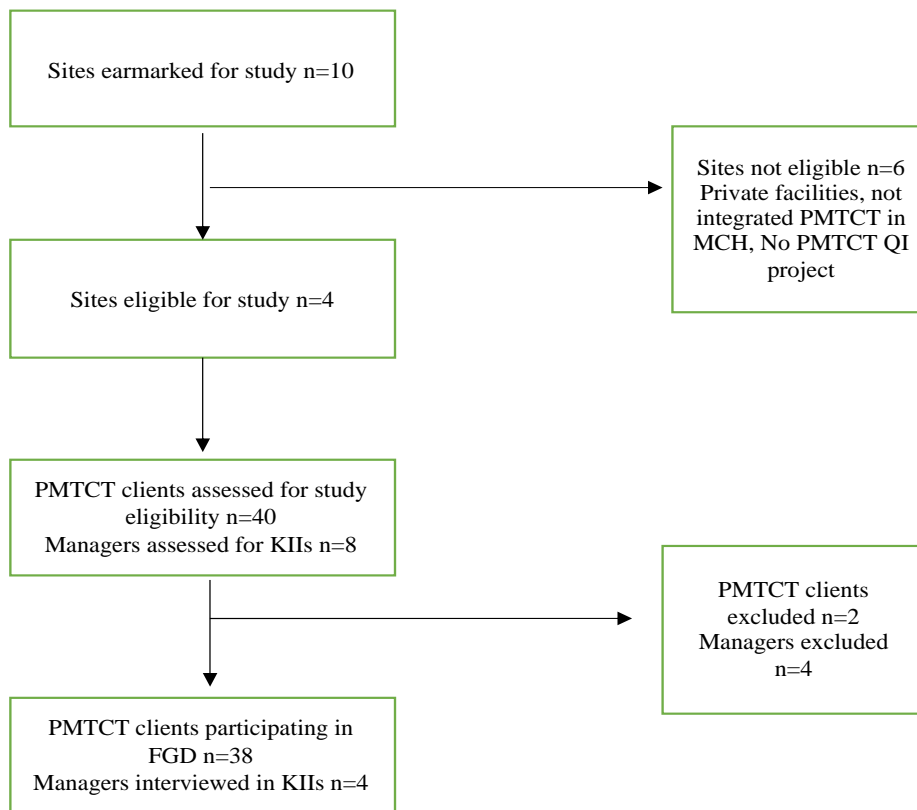 Sites earmarked for study n=10
Sites not eligible n=6
Private facilities, not
integrated PMTCT in
MCH, No PMTCT QI
project
Sites eligible for study n=4
PMTCT clients assessed for study
eligibility n=40
Managers assessed for KIIs n=8
PMTCT clients
excluded n=2
Managers excluded
n=4
PMTCT clients participating in
FGD n=38
Managers interviewed in KIIs n=4